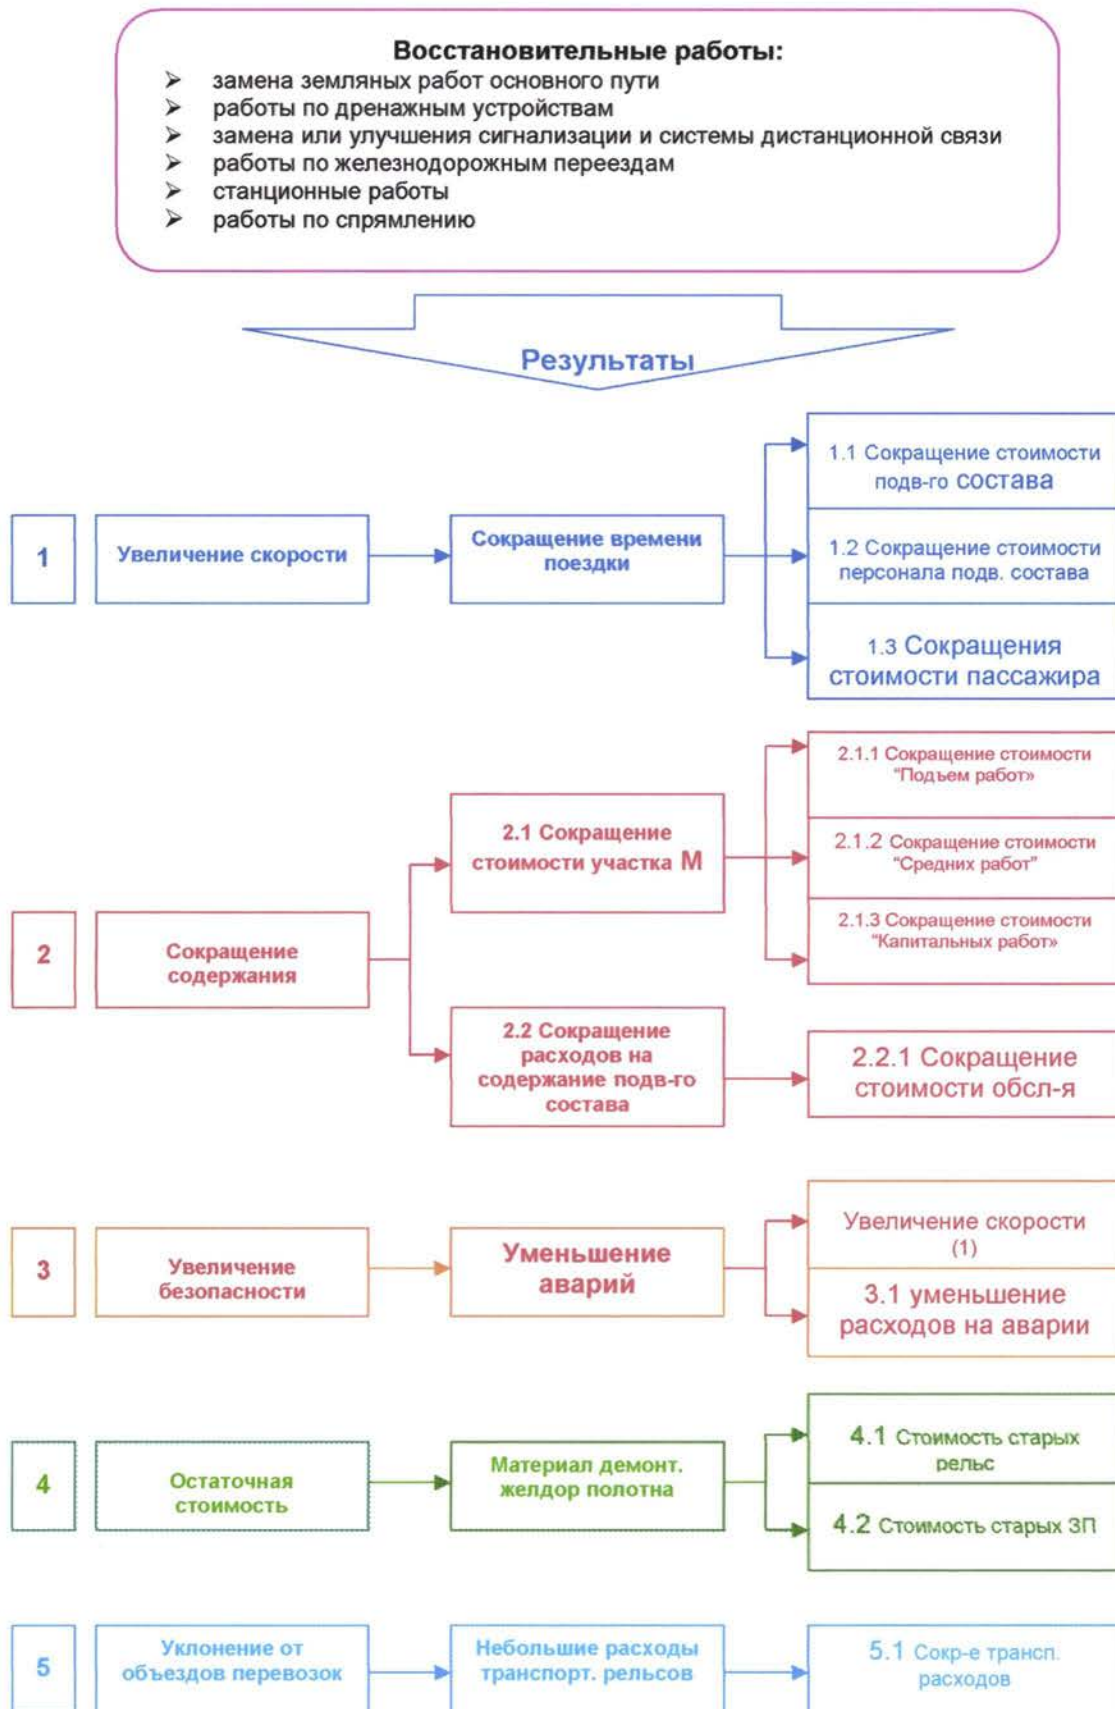 Восстановительные работы:
➤ замена земляных работ основного пути
➤ работы по дренажным устройствам
➤ замена или улучшения сигнализации и системы дистанционной связи
➤ работы по железнодорожным переездам
➤ станционные работы
➤ работы по спрямлению
Результаты
1
Увеличение скорости
Сокращение времени
поездки
1.1 Сокращение стоимости
подв-го состава
1.2 Сокращение стоимости
персонала подв. состава
1.3 Сокращения
стоимости пассажира
2
Сокращение
содержания
2.1 Сокращение
стоимости участка М
2.1.1 Сокращение стоимости
"Подъем работ»
2.1.2 Сокращение стоимости
"Средних работ"
2.1.3 Сокращение стоимости
"Капитальных работ»
2.2 Сокращение
расходов на
содержание подв-го
состава
2.2.1 Сокращение
стоимости обсл-я
3
Увеличение
безопасности
Уменьшение
аварий
Увеличение скорости
(1)
3.1 уменьшение
расходов на аварии
4
Остаточная
стоимость
Материал демонт.
желдор полотна
4.1 Стоимость старых
рельс
4.2 Стоимость старых ЗП
5
Уклонение от
объездов перевозок
Небольшие расходы
транспорт. рельсов
5.1 Сокр-е трансп.
расходов